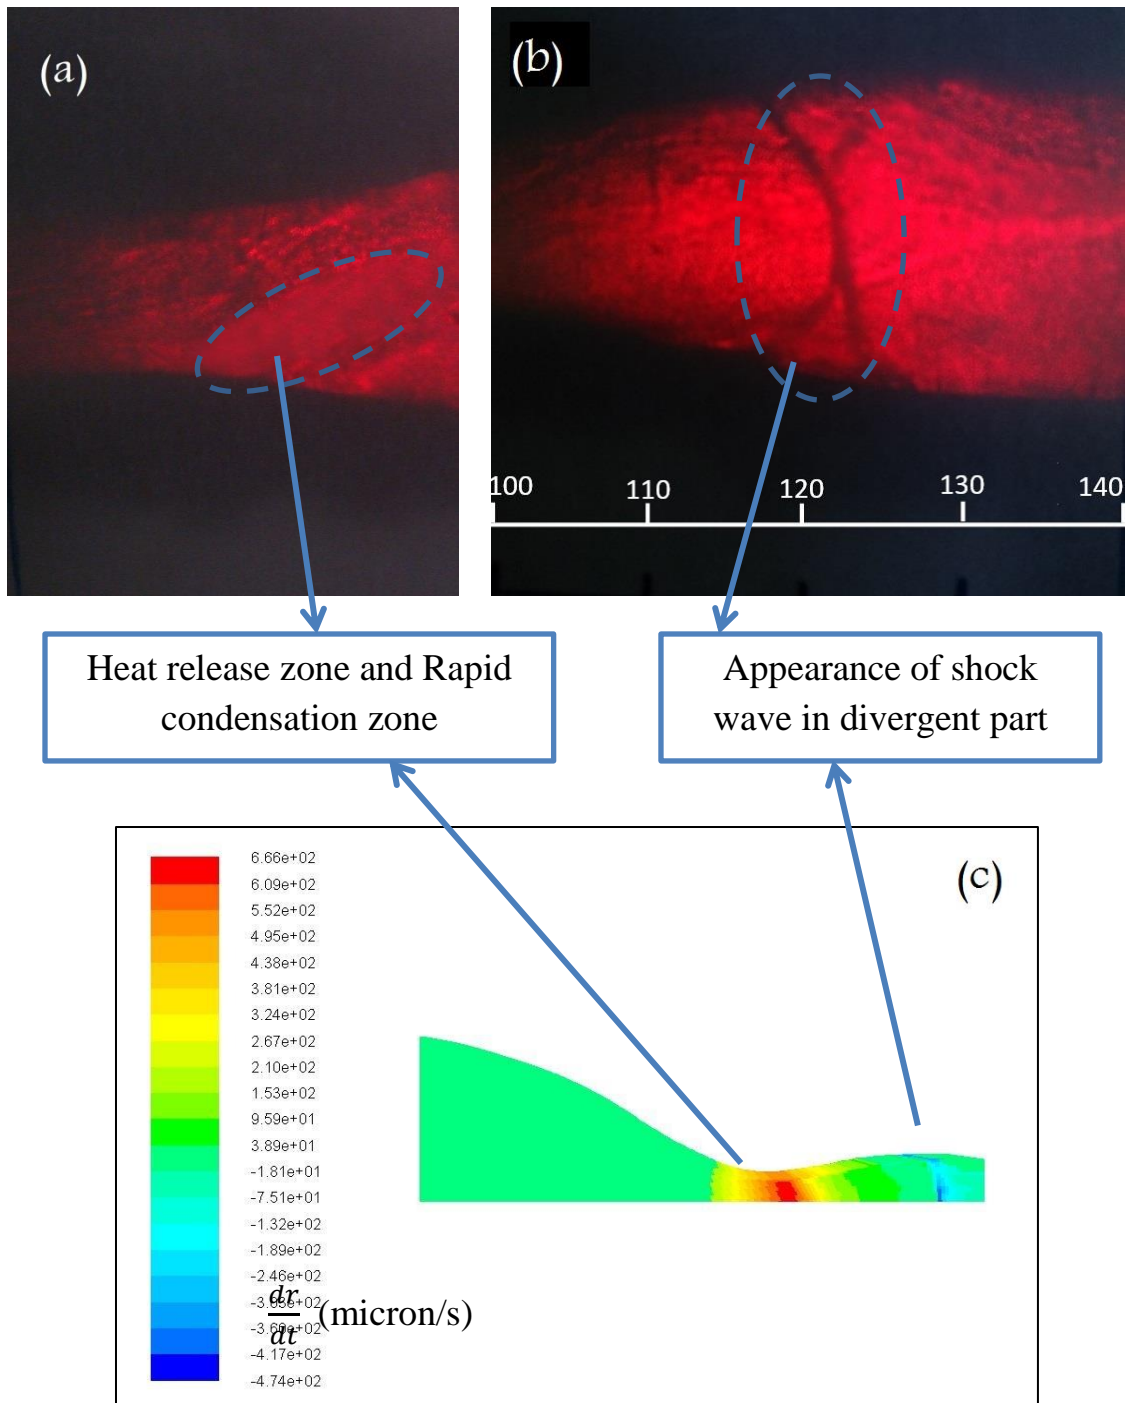 (a)
(b)
100 110 120 130 140
Heat release zone and Rapid
condensation zone
Appearance of shock
wave in divergent part
(c)
6.66e+02
6.09e+02
5.52e+02
4.95e+02
4.38e+02
3.81e+02
3.24e+02
2.67e+02
2.10e+02
1.53e+02
9.59e+01
3.89e+01
-1.81e+01
-7.51e+01
-1.32e+02
-1.89e+02
-2.46e+02
-4.17e+02
-4.74e+02
dr
dt
(micron/s)